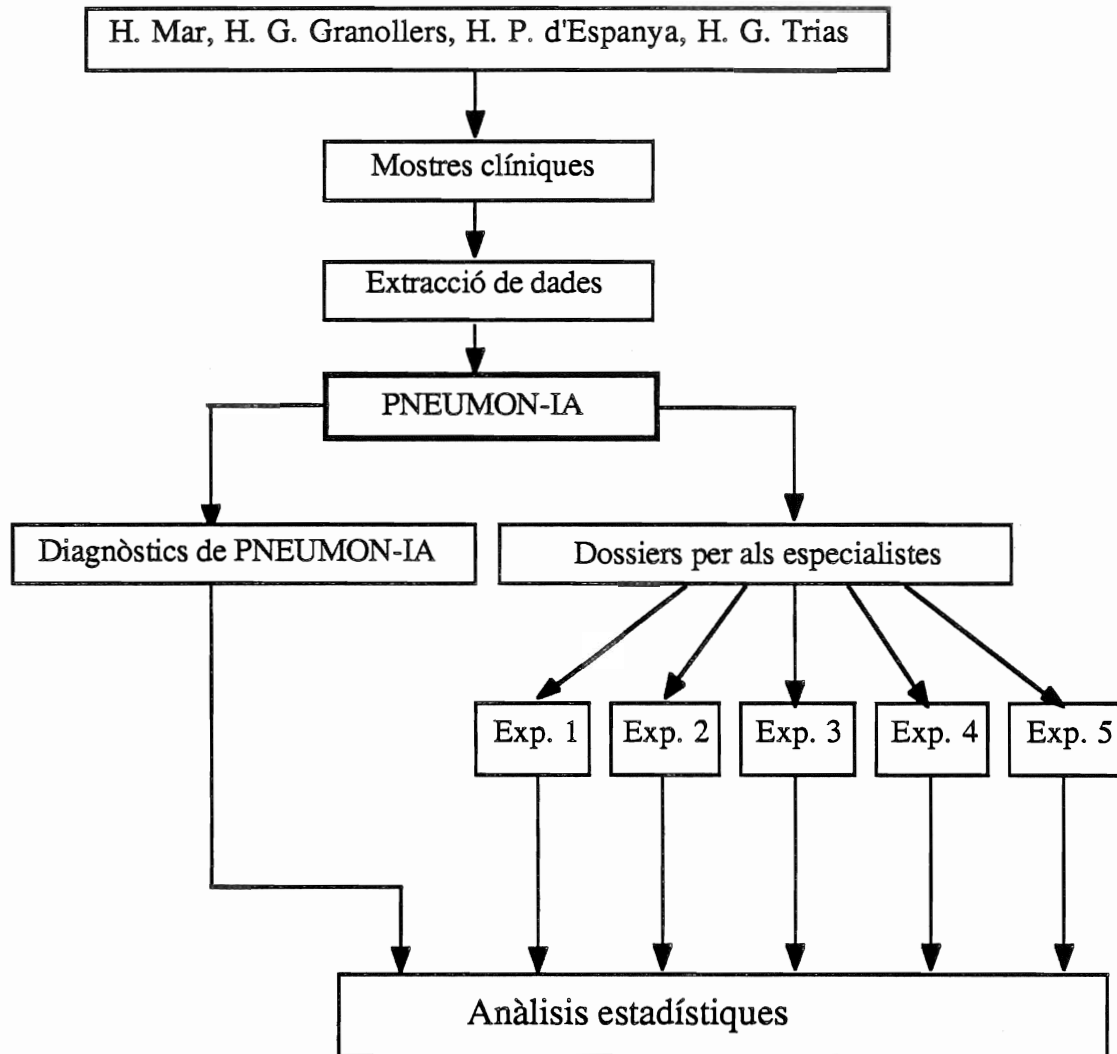 H. Mar, H. G. Granollers, H. P. d'Espanya, H. G. Trias
Mostres clíniques
Extracció de dades
PNEUMON-IA
Diagnòstics de PNEUMON-IA
Dossiers per als especialistes
Exp. 1
Exp. 2
Exp. 3
Exp. 4
Exp. 5
Anàlisis estadístiques